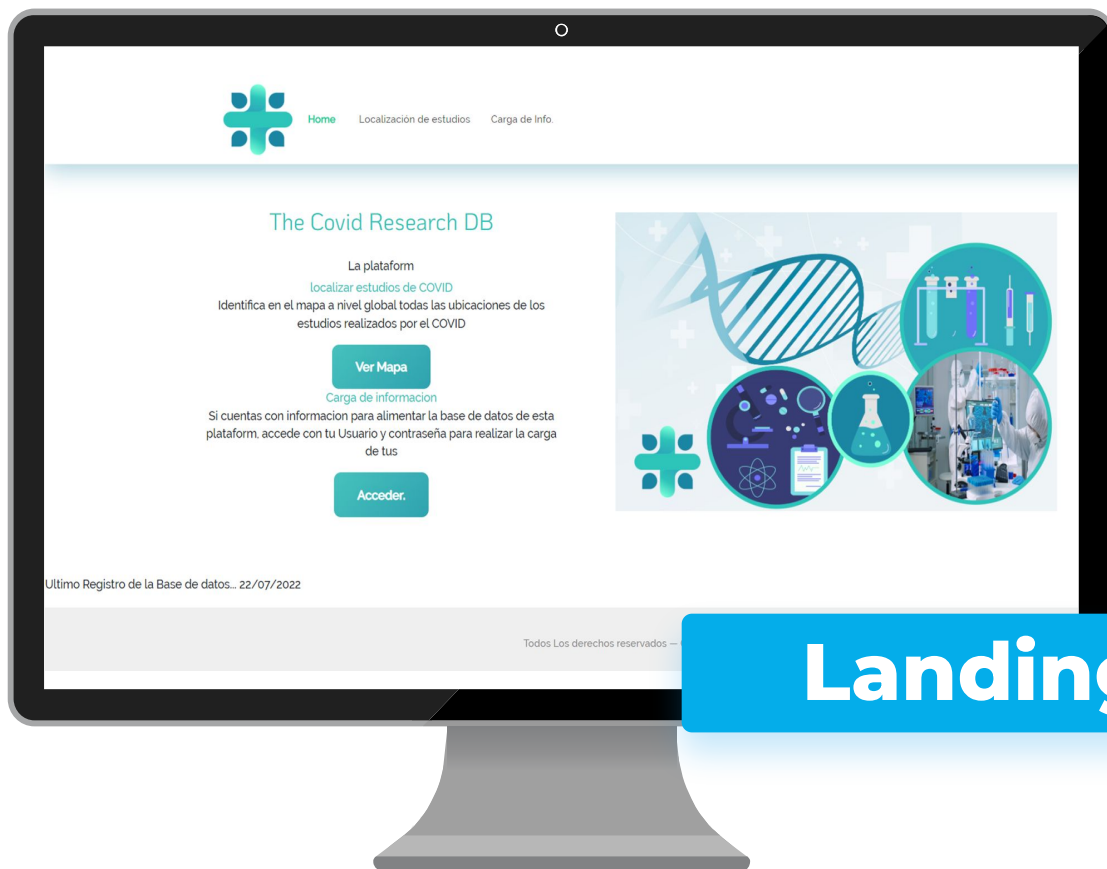 Home Localización de estudios Carga de Info.
The Covid Research DB
La plataform
localizar estudios de COVID
Identifica en el mapa a nivel global todas las ubicaciones de los
estudios realizados por el COVID
Ver Mapa
Carga de informacion
Si cuentas con informacion para alimentar la base de datos de esta
plataform, accede con tu Usuario y contraseña para realizar la carga
de tus
Acceder.
Ultimo Registro de la Base de datos... 22/07/2022
Todos Los derechos reservados —
Landing